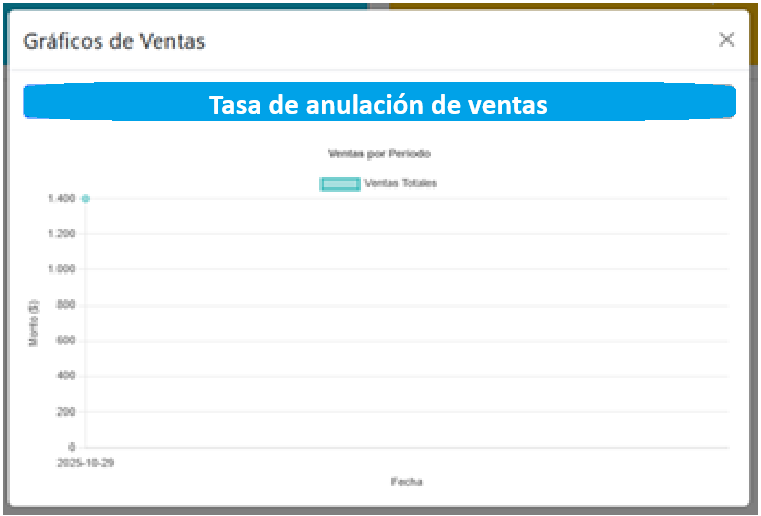 Gráficos de Ventas
Tasa de anulación de ventas
Ventas por Periodo
Ventas Totales
1.400
1.200
1.000
800
600
400
200
0
Monto ($)
2025-10-29
Fecha